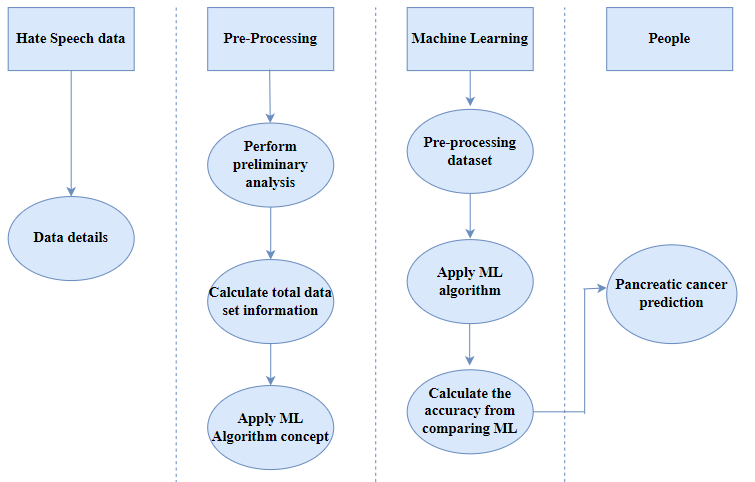 Hate Speech data
Pre-Processing
Machine Learning
People
Data details
Perform
preliminary
analysis
Calculate total data
set information
Apply ML
Algorithm concept
Pre-processing
dataset
Apply ML
algorithm
Calculate the
accuracy from
comparing ML
Pancreatic cancer
prediction